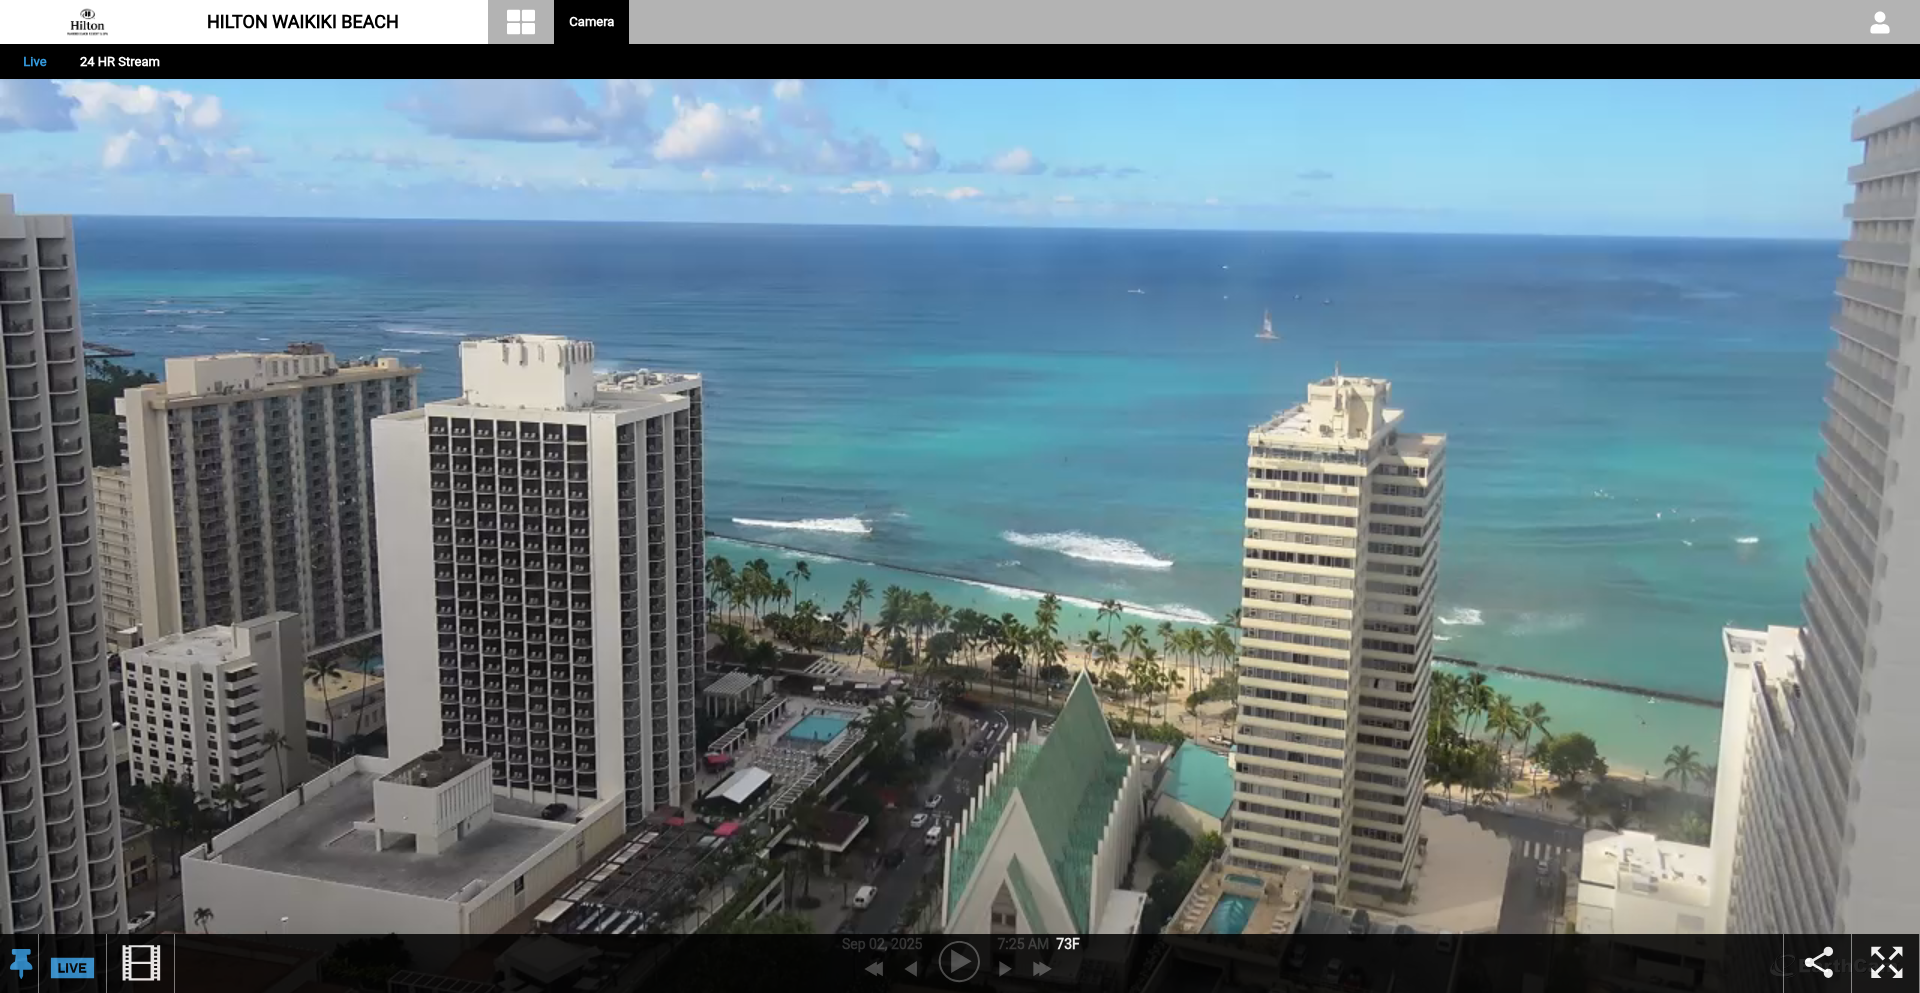 Hilton
HILTON WAIKIKI BEACH
Camera
Live
24 HR Stream
Sep 02, 2025
7:25 AM
73F
LIVE